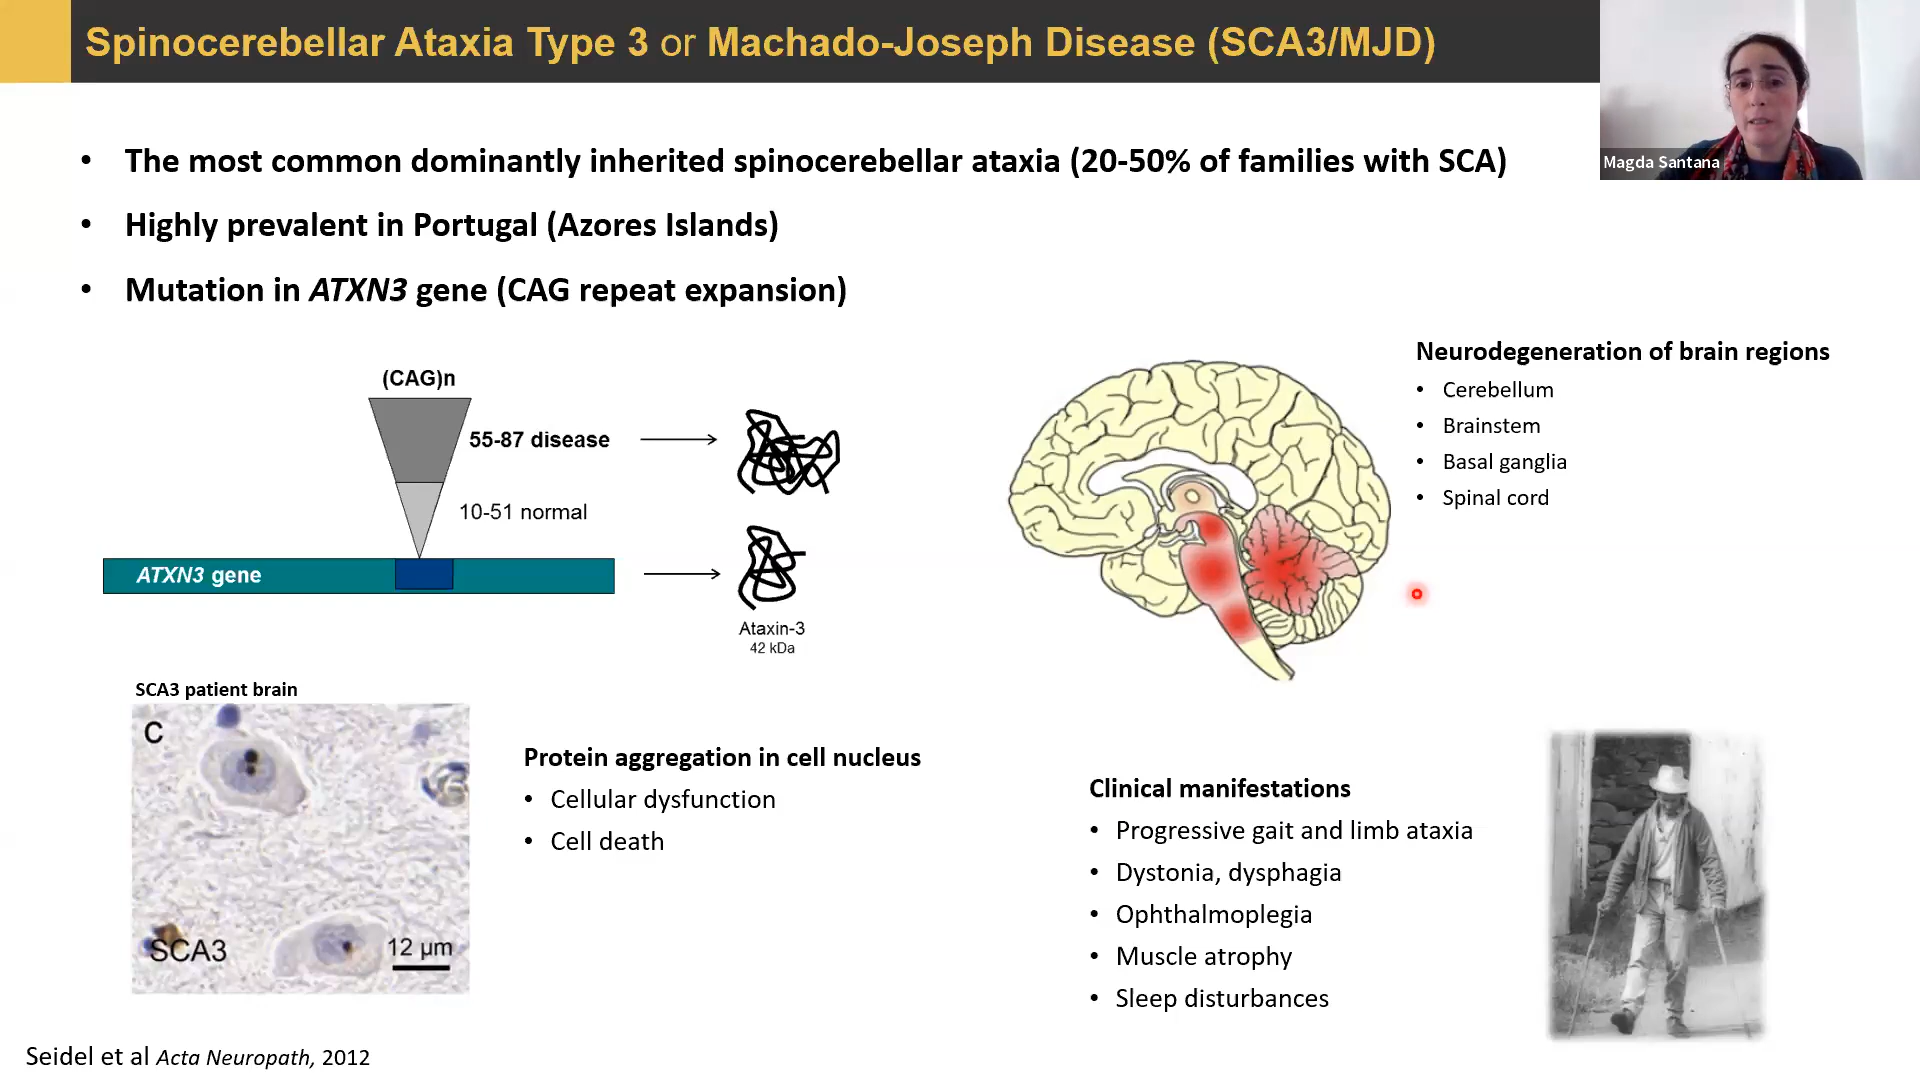 Spinocerebellar Ataxia Type 3 or Machado-Joseph Disease (SCA3/MJD)
Magda Santana
• The most common dominantly inherited spinocerebellar ataxia (20-50% of families with SCA)
• Highly prevalent in Portugal (Azores Islands)
• Mutation in ATXN3 gene (CAG repeat expansion)
(CAG)n
55-87 disease
10-51 normal
ATXN3 gene
Ataxin-3
42 kDa
Neurodegeneration of brain regions
• Cerebellum
• Brainstem
• Basal ganglia
• Spinal cord
SCA3 patient brain
C
SCA3
12 µm
Protein aggregation in cell nucleus
• Cellular dysfunction
• Cell death
Clinical manifestations
• Progressive gait and limb ataxia
• Dystonia, dysphagia
• Ophthalmoplegia
• Muscle atrophy
• Sleep disturbances
Seidel et al Acta Neuropath, 2012